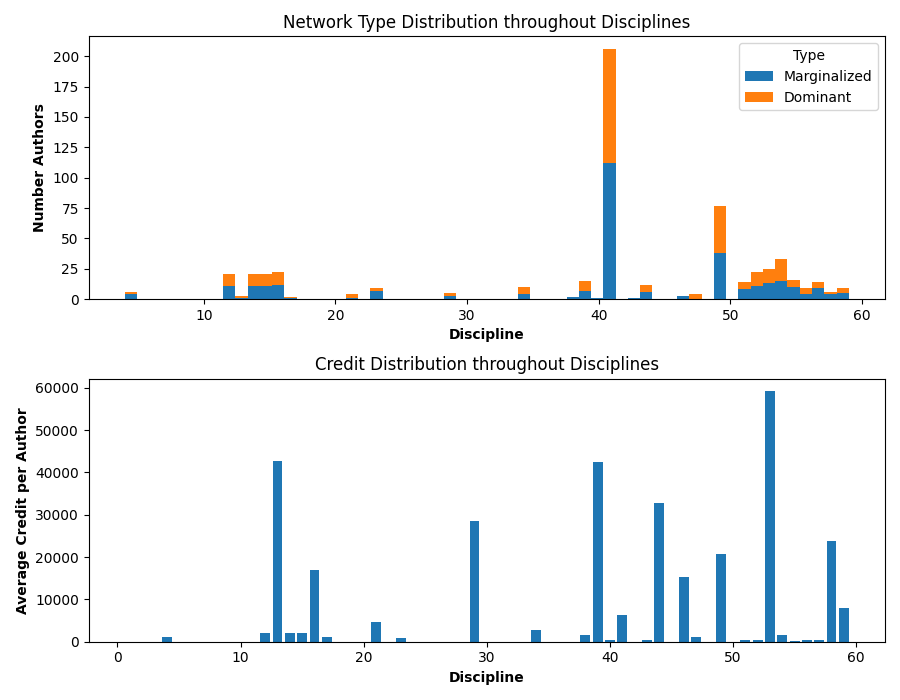 Network Type Distribution throughout Disciplines
200
175
150
125
100
75
50
25
0
Number Authors
Type
Marginalized
Dominant
10 20 30 40 50 60
Discipline
Credit Distribution throughout Disciplines
60000
50000
40000
30000
20000
10000
0
Average Credit per Author
0 10 20 30 40 50 60
Discipline